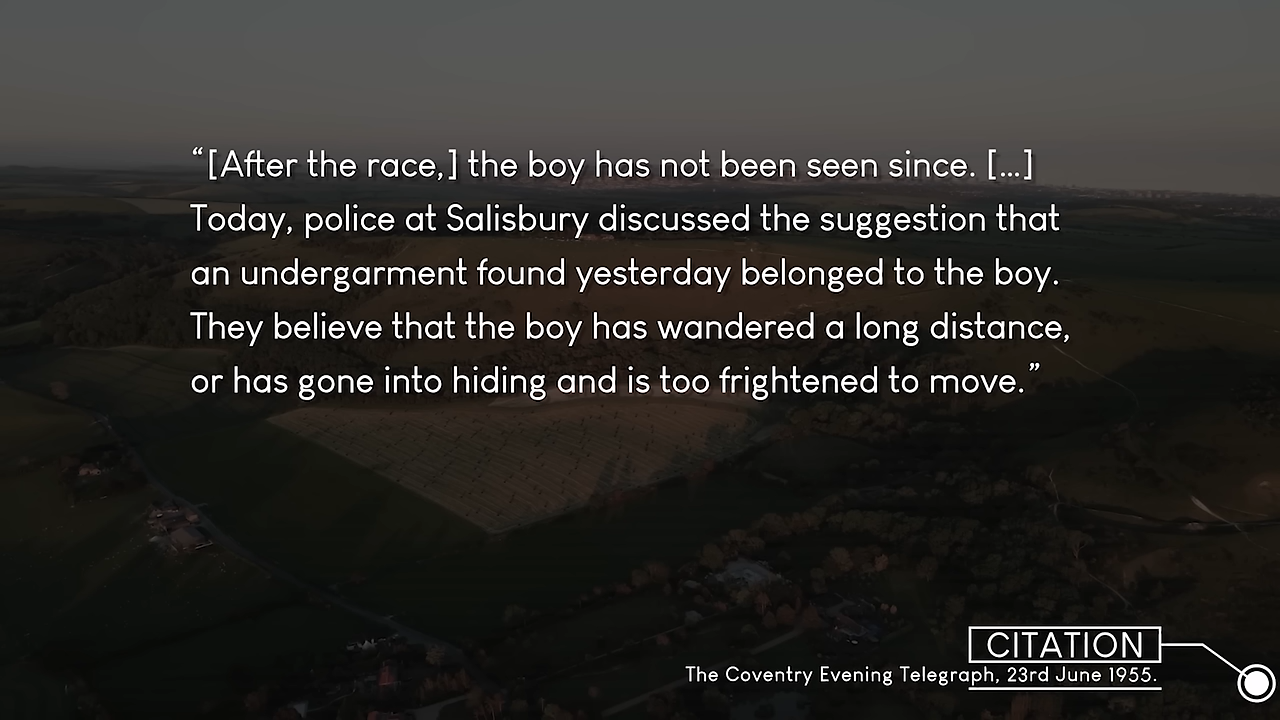 “[After the race,] the boy has not been seen since. [...]
Today, police at Salisbury discussed the suggestion that
an undergarment found yesterday belonged to the boy.
They believe that the boy has wandered a long distance,
or has gone into hiding and is too frightened to move.”
CITATION
The Coventry Evening Telegraph, 23rd June 1955.